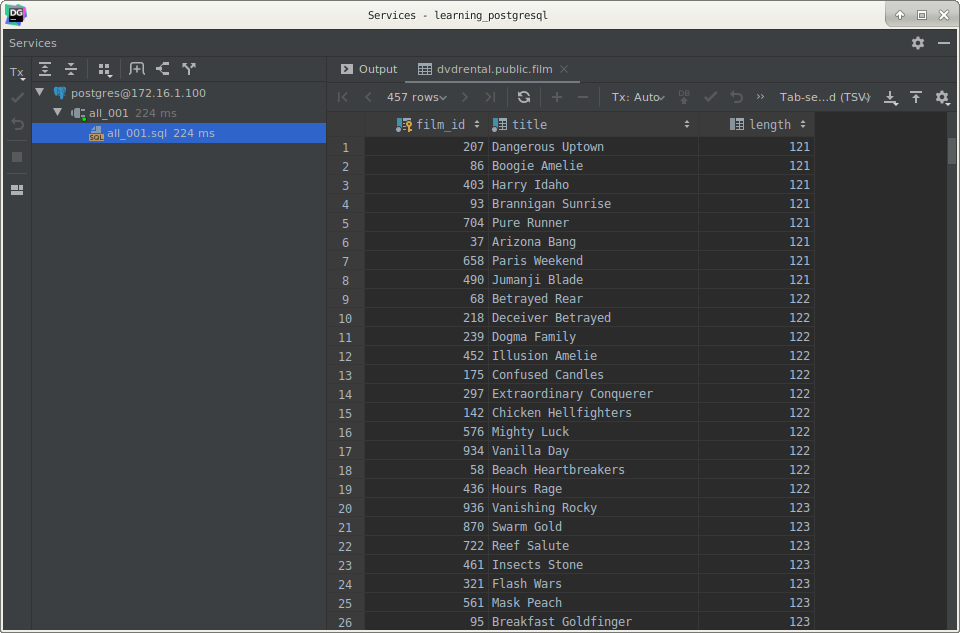 DG
Services - learning_postgresql
Services
Tx
postgres@172.16.1.100
all_001 224 ms
SQL all_001.sql 224 ms
Output dvdrental.public.film
457 rows Tx: Auto DB Tab-se...d (TSV)
film_id title length
1 207 Dangerous Uptown 121
2 86 Boogie Amelie 121
3 403 Harry Idaho 121
4 93 Brannigan Sunrise 121
5 704 Pure Runner 121
6 37 Arizona Bang 121
7 658 Paris Weekend 121
8 490 Jumanji Blade 121
9 68 Betrayed Rear 122
10 218 Deceiver Betrayed 122
11 239 Dogma Family 122
12 452 Illusion Amelie 122
13 175 Confused Candles 122
14 297 Extraordinary Conquerer 122
15 142 Chicken Hellfighters 122
16 576 Mighty Luck 122
17 934 Vanilla Day 122
18 58 Beach Heartbreakers 122
19 436 Hours Rage 122
20 936 Vanishing Rocky 123
21 870 Swarm Gold 123
22 722 Reef Salute 123
23 461 Insects Stone 123
24 321 Flash Wars 123
25 561 Mask Peach 123
26 95 Breakfast Goldfinger 123